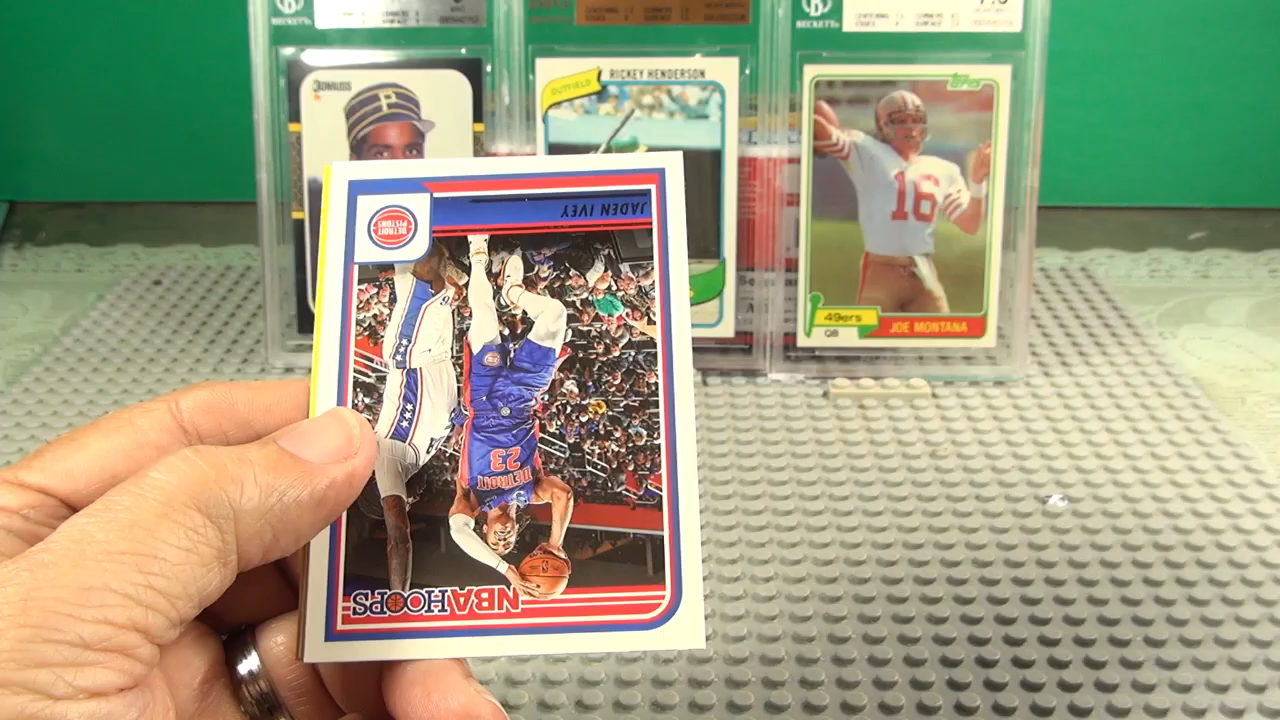 BECKETT
BECKETT
DONRUSS
P
OUTFIELD
RICKEY HENDERSON
Topps
16
49ers
QB
JOE MONTANA
JADEN IVEY
DETROIT
PISTONS
DETROIT
23
NBA HOOPS